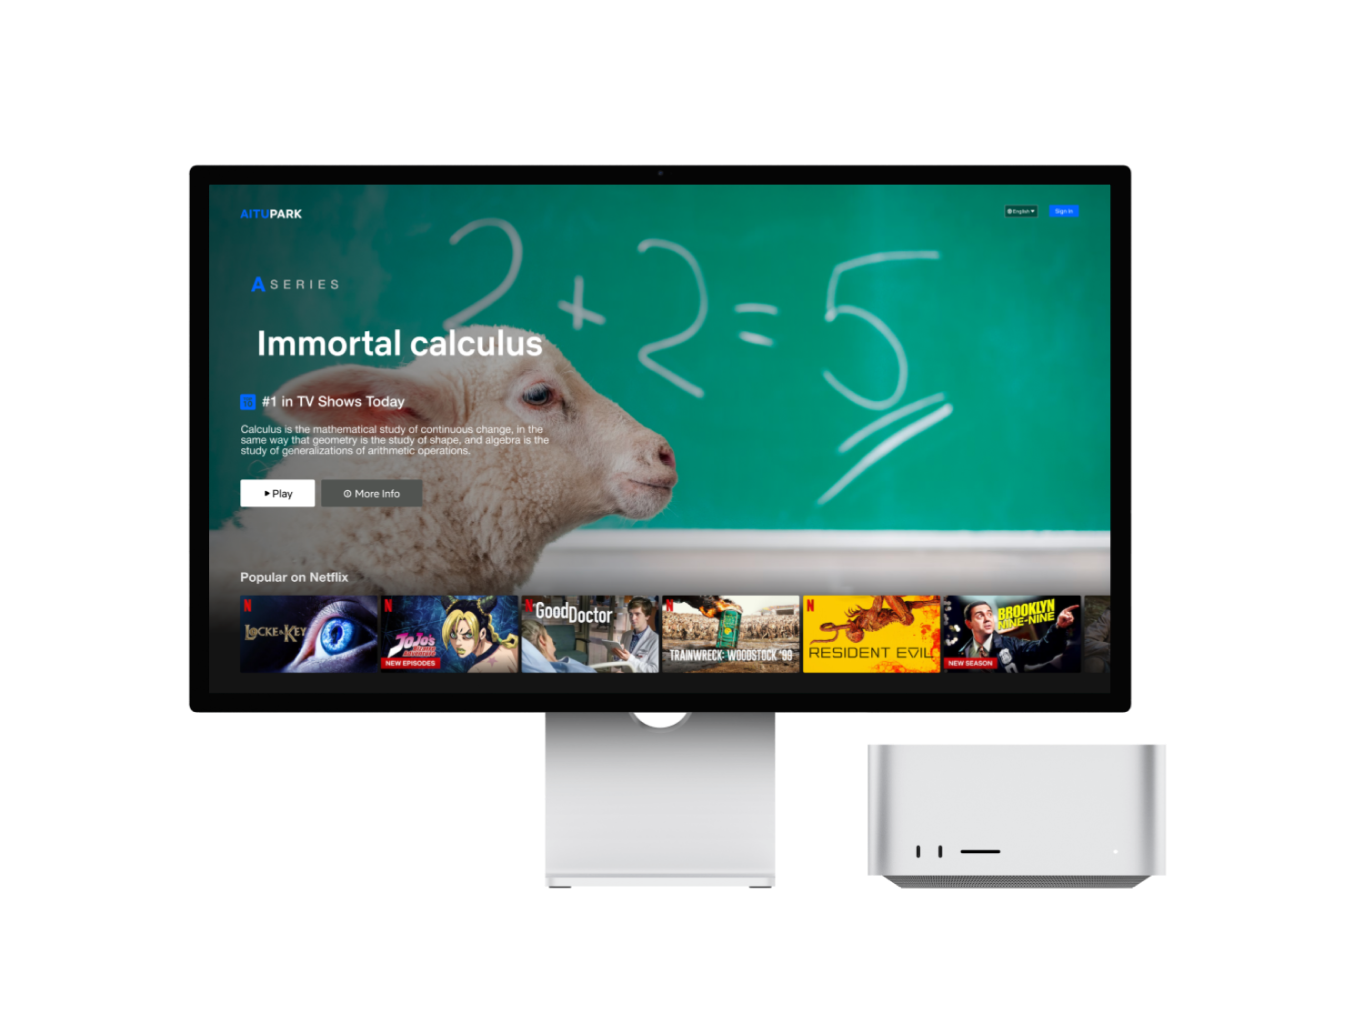 AITUPARK
English
Sign In
2 + 2 = 5
A SERIES
Immortal calculus
#1 in TV Shows Today
Calculus is the mathematical study of continuous change, in the
same way that geometry is the study of shape, and algebra is the
study of generalizations of arithmetic operations.
Play
More Info
Popular on Netflix
N
LOCKE & KEY
N
JoJo's
BIZARRE
ADVENTURE
NEW EPISODES
N
The Good Doctor
N
TRAINWRECK: WOODSTOCK '99
N
RESIDENT EVIL
BROOKLYN
NINE-NINE
NEW SEASON